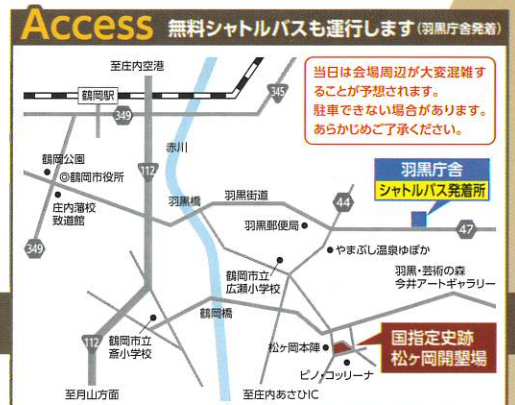 Access 無料シャトルバスも運行します(羽黒庁舎発着)
至庄内空港
当日は会場周辺が大変混雑す
ることが予想されます。
駐車できない場合があります。
あらかじめご了承ください。
鶴岡駅
345
349
赤川
鶴岡公園
◎鶴岡市役所
112
羽黒庁舎
シャトルバス発着所
庄内藩校
致道館
羽黒橋
羽黒街道
44
羽黒郵便局
47
349
やまぶし温泉ゆぽか
鶴岡市立
広瀬小学校
羽黒・芸術の森
今井アートギャラリー
鶴岡橋
112
鶴岡市立
斎小学校
松ヶ岡本陣
国指定史跡
松ヶ岡開墾場
ピノ・コッリーナ
至月山方面
至庄内あさひIC